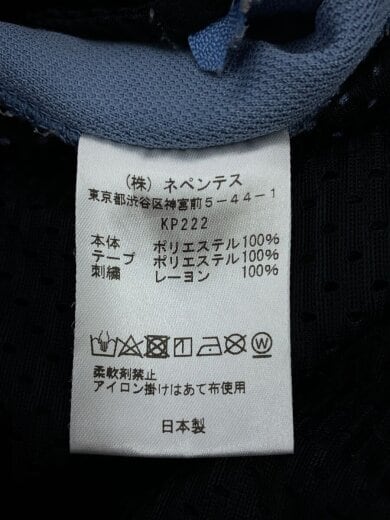 (株) ネペンテス
東京都渋谷区神宮前5-44-1
KP222
本体 ポリエステル100%
テープ ポリエステル100%
刺繍 レーヨン100%
柔軟剤禁止
アイロン掛けはあて布使用
日本製